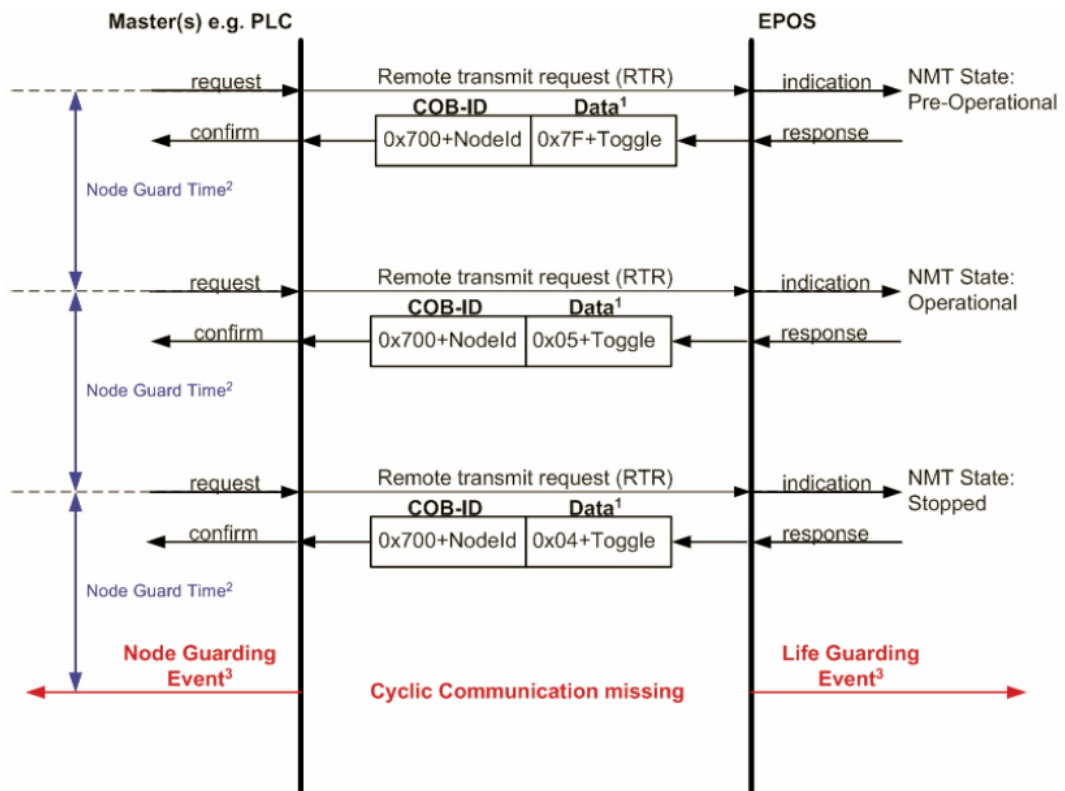 Master(s) e.g. PLC
EPOS
request
Remote transmit request (RTR)
indication
NMT State:
Pre-Operational
COB-ID
Data¹
confirm
0x700+NodeId
0x7F+Toggle
response
Node Guard Time²
request
Remote transmit request (RTR)
indication
NMT State:
Operational
COB-ID
Data¹
confirm
0x700+NodeId
0x05+Toggle
response
Node Guard Time²
request
Remote transmit request (RTR)
indication
NMT State:
Stopped
COB-ID
Data¹
confirm
0x700+NodeId
0x04+Toggle
response
Node Guard Time²
Node Guarding
Event³
Cyclic Communication missing
Life Guarding
Event³